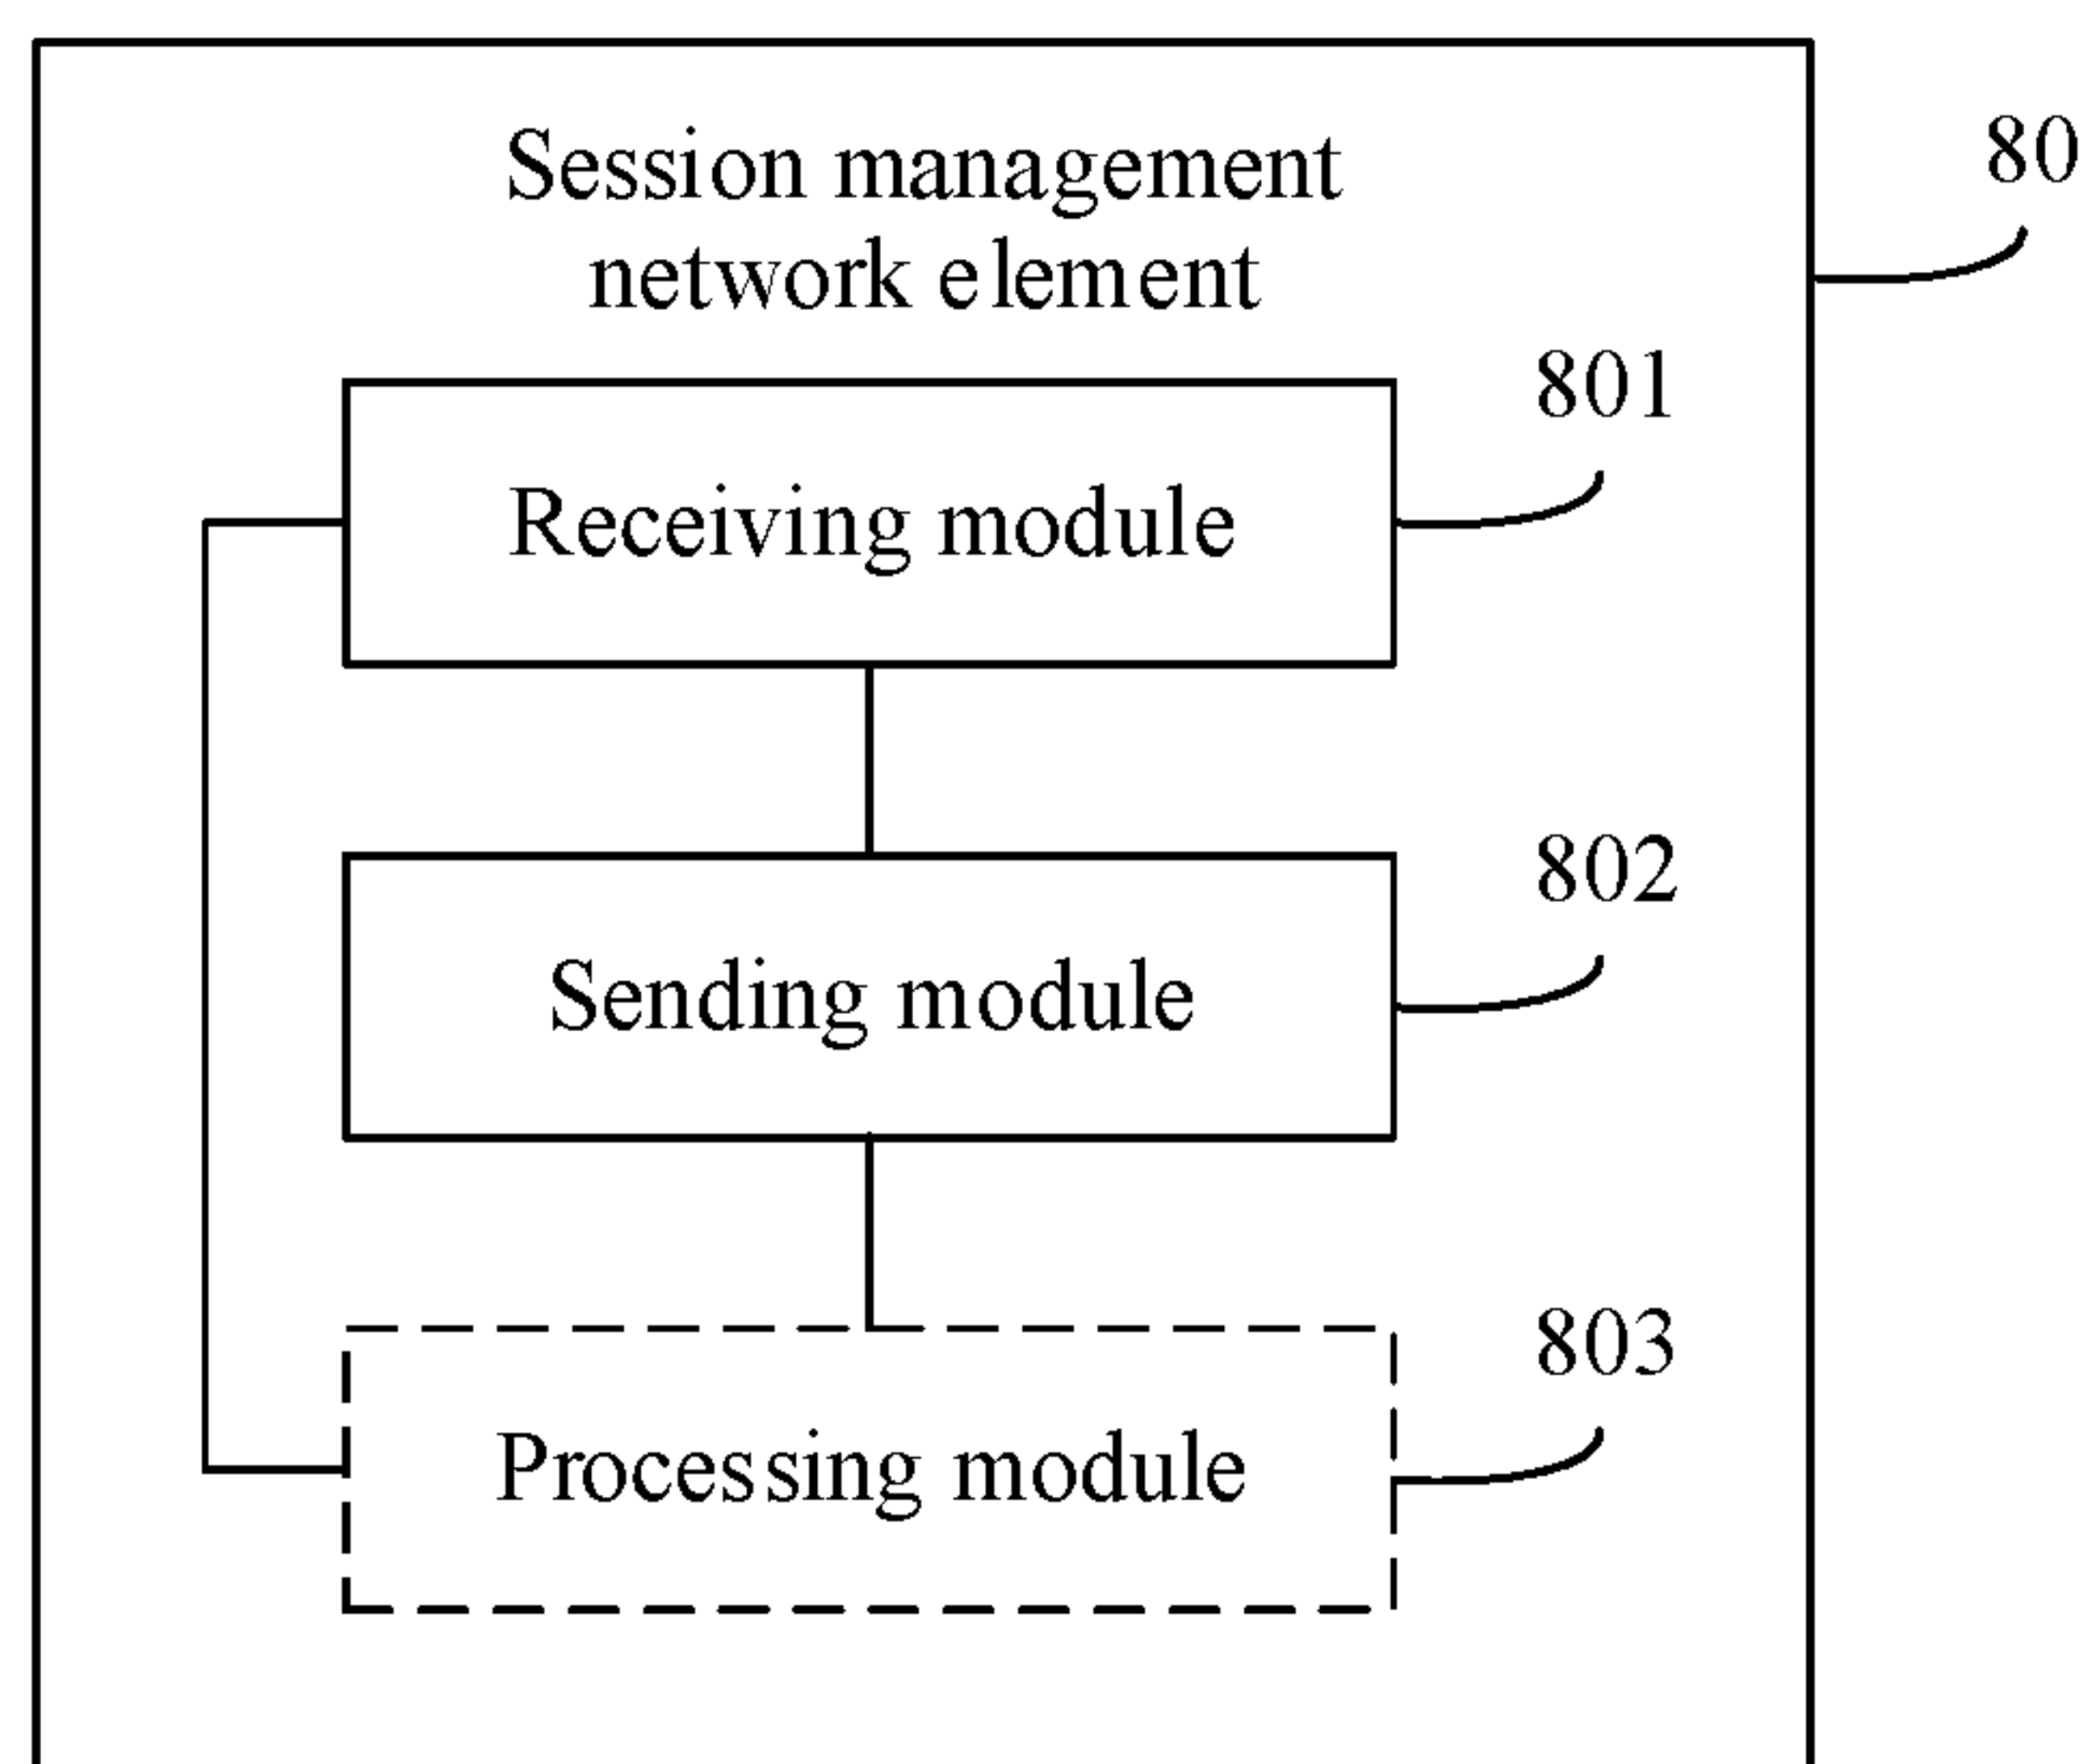 Session management
network element
80
801
Receiving module
802
Sending module
803
Processing module